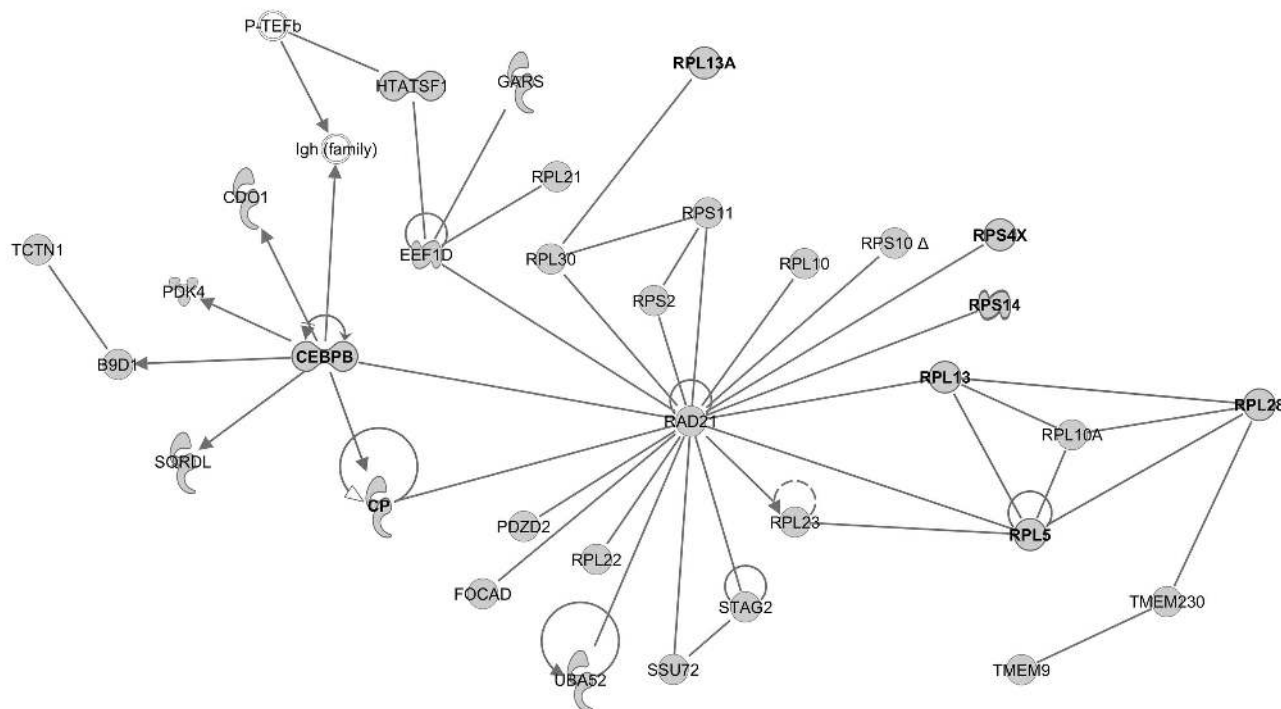 P-TEFb
HTATSF1
GARS
RPL13A
Igh (family)
CDO1
RPL21
RPS11
TCTN1
EEF1D
RPL30
RPL10
RPS10 Δ
RPS4X
PDK4
RPS2
RPS14
B9D1
CEBPB
RPL13
RPL28
RAD21
RPL10A
SQRDL
CP
PDZD2
RPL23
RPL5
RPL22
FOCAD
STAG2
TMEM230
UBA52
SSU72
TMEM9